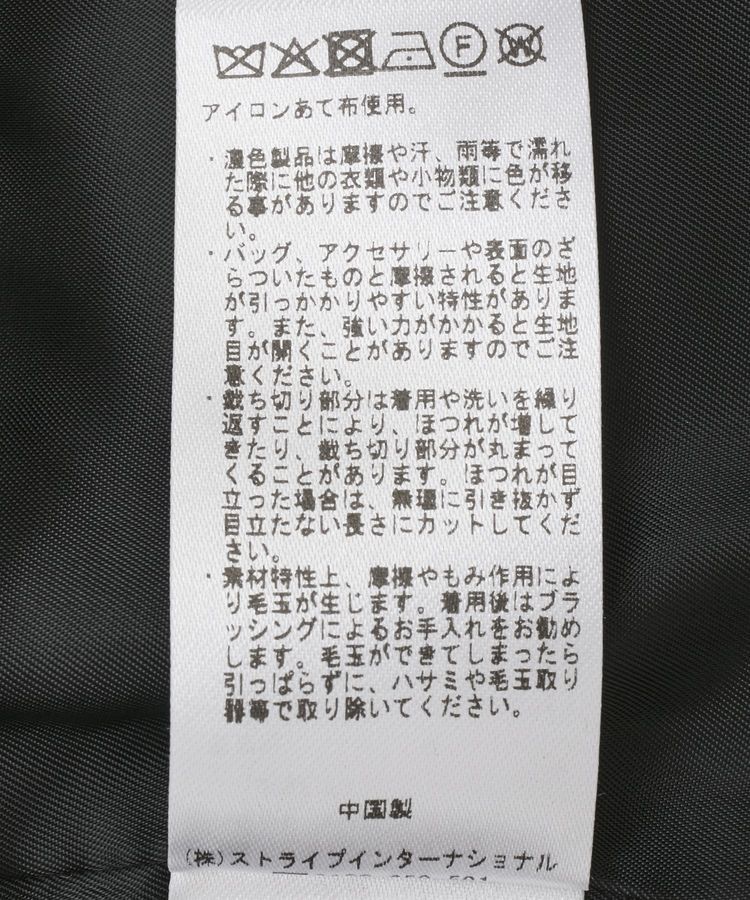 F W
アイロンあて布使用。
・濃色製品は摩擦や汗、雨等で濡れ
た際に他の衣類や小物類に色が移
る事がありますのでご注意くださ
い。
・バッグ、アクセサリーや表面のざ
らついたものと摩擦されると生地
が引っかかりやすい特性がありま
す。また、強い力がかかると生地
目が開くことがありますのでご注
意ください。
・裁ち切り部分は着用や洗いを繰り
返すことにより、ほつれが増して
きたり、裁ち切り部分が丸まって
くることがあります。ほつれが目
立った場合は、無理に引き抜かず
目立たない長さにカットしてくだ
さい。
・素材特性上、摩擦やもみ作用によ
り毛玉が生じます。着用後はブラ
ッシングによるお手入れをお勧め
します。毛玉ができてしまったら
引っぱらずに、ハサミや毛玉取り
器等で取り除いてください。
中国製
(株)ストライプインターナショナル